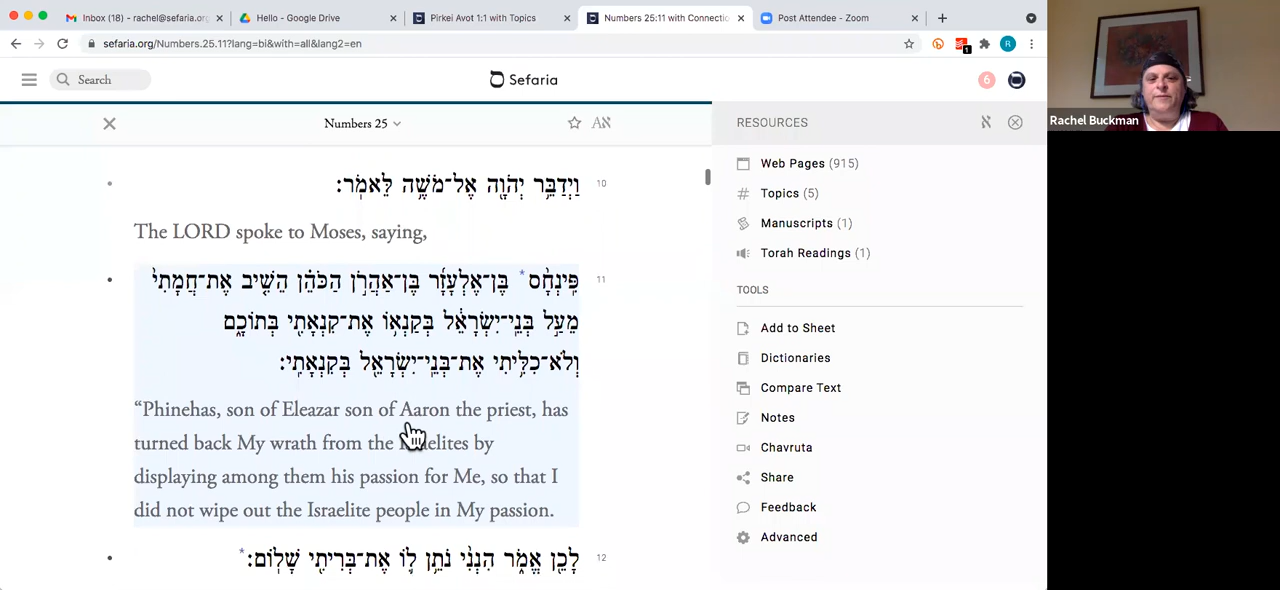 Inbox (18) - rachel@sefaria.org
Hello - Google Drive
Pirkei Avot 1:1 with Topics
Numbers 25:11 with Connectio
Post Attendee - Zoom
sefaria.org/Numbers.25.11?lang=bi&with=all&lang2=en
1
R
Search
Sefaria
6
Numbers 25
אA
RESOURCES
א
Rachel Buckman
10
וַיְדַבֵּ֥ר יְהֹוָ֖ה אֶל־מֹשֶׁ֥ה לֵּאמֹֽר׃
The LORD spoke to Moses, saying,
11
פִּֽינְחָ֨ס* בֶּן־אֶלְעָזָ֜ר בֶּן־אַהֲרֹ֣ן הַכֹּהֵ֗ן הֵשִׁ֤יב אֶת־חֲמָתִי֙
מֵעַ֣ל בְּנֵֽי־יִשְׂרָאֵ֔ל בְּקַנְא֥וֹ אֶת־קִנְאָתִ֖י בְּתוֹכָ֑ם
וְלֹא־כִלִּ֥יתִי אֶת־בְּנֵֽי־יִשְׂרָאֵ֖ל בְּקִנְאָתִֽי׃
“Phinehas, son of Eleazar son of Aaron the priest, has
turned back My wrath from the Israelites by
displaying among them his passion for Me, so that I
did not wipe out the Israelite people in My passion.
12
לָכֵ֖ן אֱמֹ֑ר הִנְנִ֨י נֹתֵ֥ן ל֛וֹ אֶת־בְּרִיתִ֖י שָׁלֽוֹם׃*
Web Pages (915)
Topics (5)
Manuscripts (1)
Torah Readings (1)
TOOLS
Add to Sheet
Dictionaries
Compare Text
Notes
Chavruta
Share
Feedback
Advanced